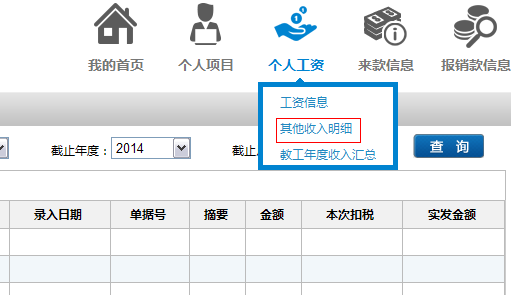 我的首页 个人项目 个人工资 来款信息 报销款信息
工资信息
其他收入明细
教工年度收入汇总
截止年度： 2014 截止 查 询
录入日期 单据号 摘要 金额 本次扣税 实发金额